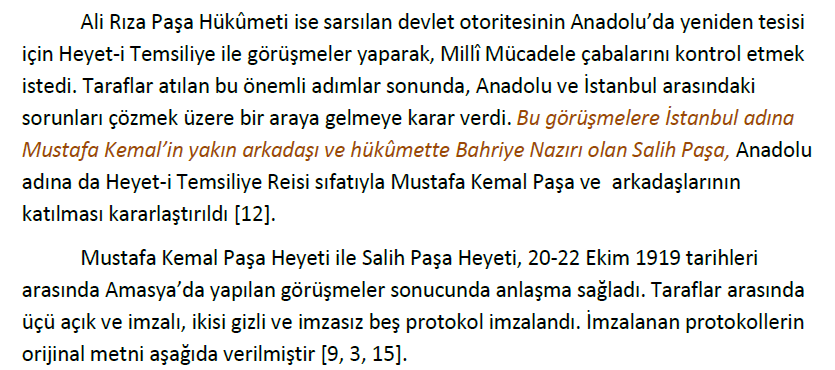 Ali Rıza Paşa Hükûmeti ise sarsılan devlet otoritesinin Anadolu’da yeniden tesisi
için Heyet-i Temsiliye ile görüşmeler yaparak, Millî Mücadele çabalarını kontrol etmek
istedi. Taraflar atılan bu önemli adımlar sonunda, Anadolu ve İstanbul arasındaki
sorunları çözmek üzere bir araya gelmeye karar verdi. Bu görüşmelere İstanbul adına
Mustafa Kemal’in yakın arkadaşı ve hükûmette Bahriye Nazırı olan Salih Paşa, Anadolu
adına da Heyet-i Temsiliye Reisi sıfatıyla Mustafa Kemal Paşa ve arkadaşlarının
katılması kararlaştırıldı [12].
Mustafa Kemal Paşa Heyeti ile Salih Paşa Heyeti, 20-22 Ekim 1919 tarihleri
arasında Amasya’da yapılan görüşmeler sonucunda anlaşma sağladı. Taraflar arasında
üçü açık ve imzalı, ikisi gizli ve imzasız beş protokol imzalandı. İmzalanan protokollerin
orijinal metni aşağıda verilmiştir [9, 3, 15].